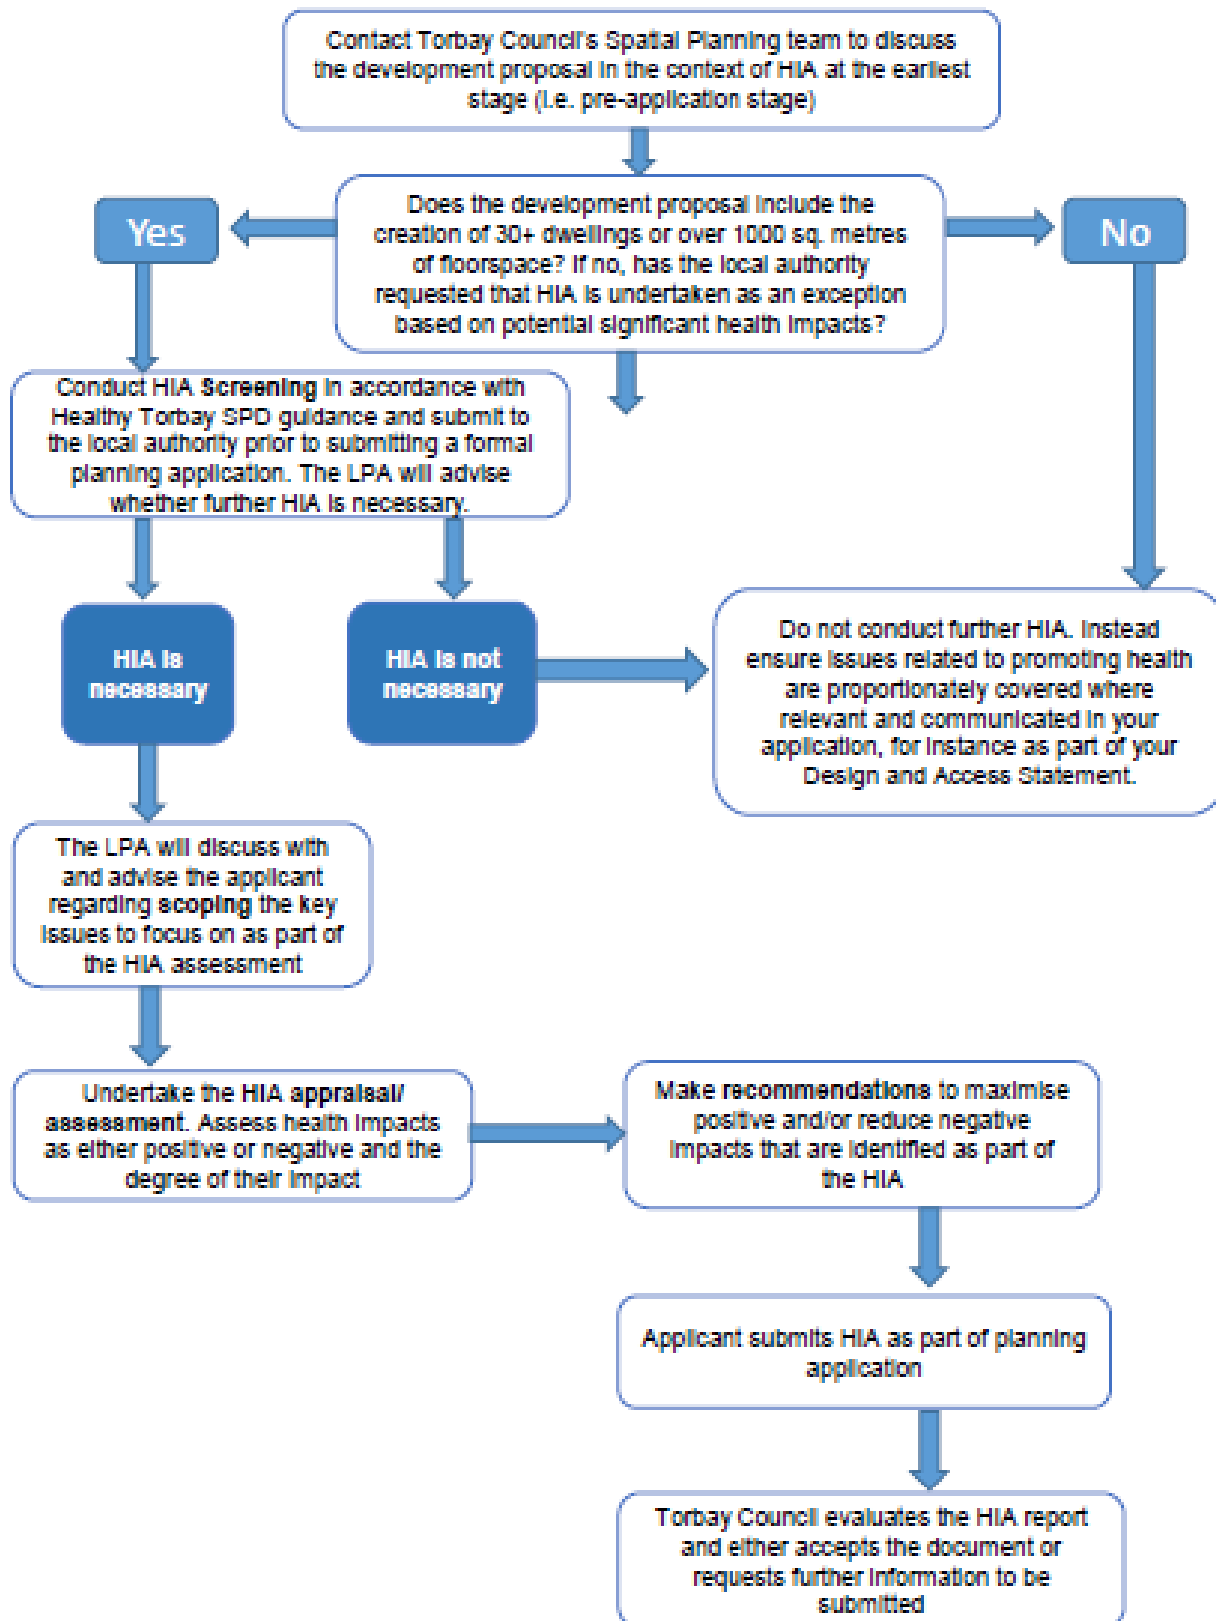 Contact Torbay Council's Spatial Planning team to discuss
the development proposal in the context of HIA at the earliest
stage (i.e. pre-application stage)
Yes
Does the development proposal include the
creation of 30+ dwellings or over 1000 sq. metres
of floorspace? If no, has the local authority
requested that HIA is undertaken as an exception
based on potential significant health impacts?
No
Conduct HIA Screening in accordance with
Healthy Torbay SPD guidance and submit to
the local authority prior to submitting a formal
planning application. The LPA will advise
whether further HIA is necessary.
HIA is
necessary
HIA is not
necessary
Do not conduct further HIA. Instead
ensure issues related to promoting health
are proportionately covered where
relevant and communicated in your
application, for instance as part of your
Design and Access Statement.
The LPA will discuss with
and advise the applicant
regarding scoping the key
issues to focus on as part of
the HIA assessment
Undertake the HIA appraisal/
assessment. Assess health impacts
as either positive or negative and the
degree of their impact
Make recommendations to maximise
positive and/or reduce negative
impacts that are identified as part of
the HIA
Applicant submits HIA as part of planning
application
Torbay Council evaluates the HIA report
and either accepts the document or
requests further information to be
submitted